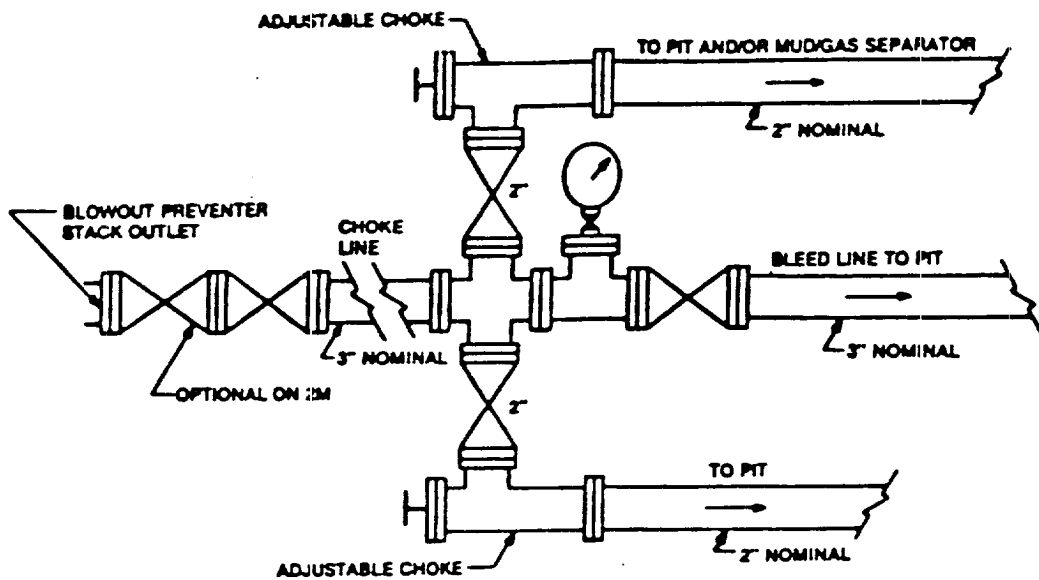 ADJUSTABLE CHOKE
TO PIT AND/OR MUD/GAS SEPARATOR
2" NOMINAL
2"
BLOWOUT PREVENTER
STACK OUTLET
CHOKE
LINE
BLEED LINE TO PIT
3" NOMINAL
3" NOMINAL
OPTIONAL ON 2M
2"
TO PIT
2" NOMINAL
ADJUSTABLE CHOKE